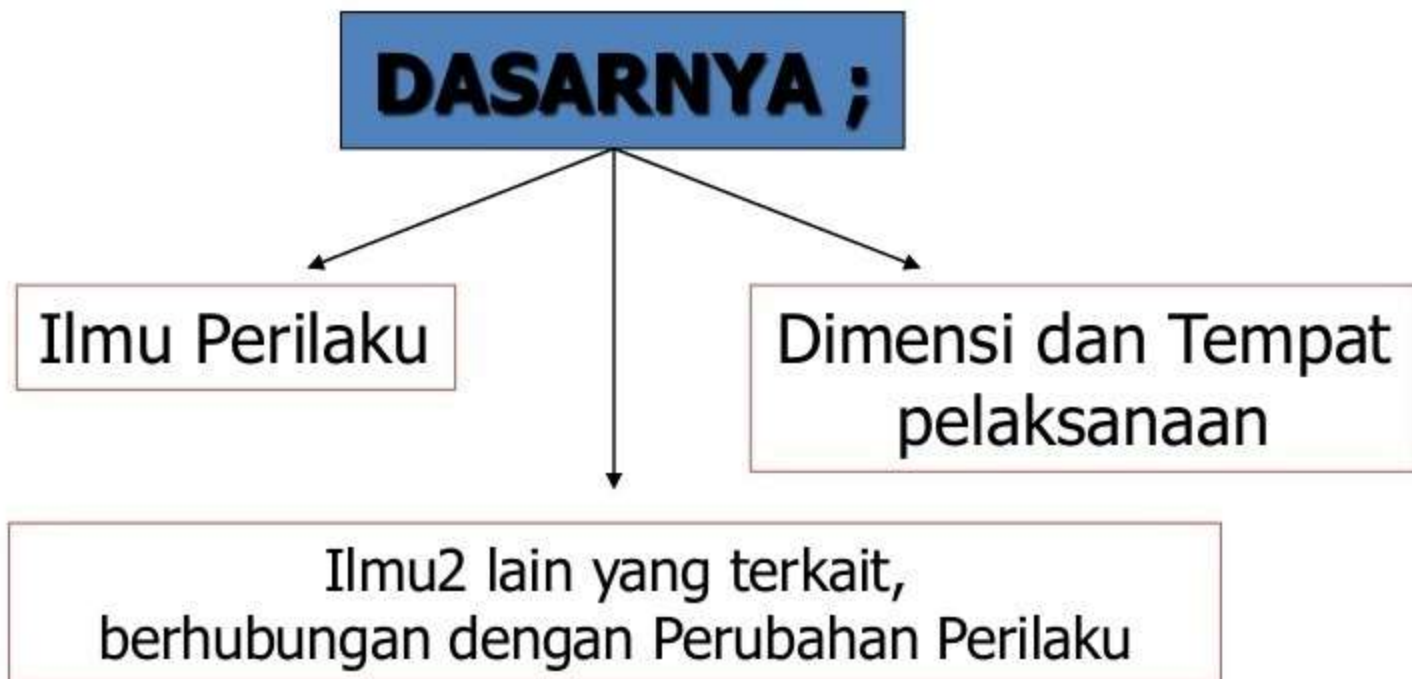 DASARNYA ;
Ilmu Perilaku
Dimensi dan Tempat
pelaksanaan
Ilmu2 lain yang terkait,
berhubungan dengan Perubahan Perilaku